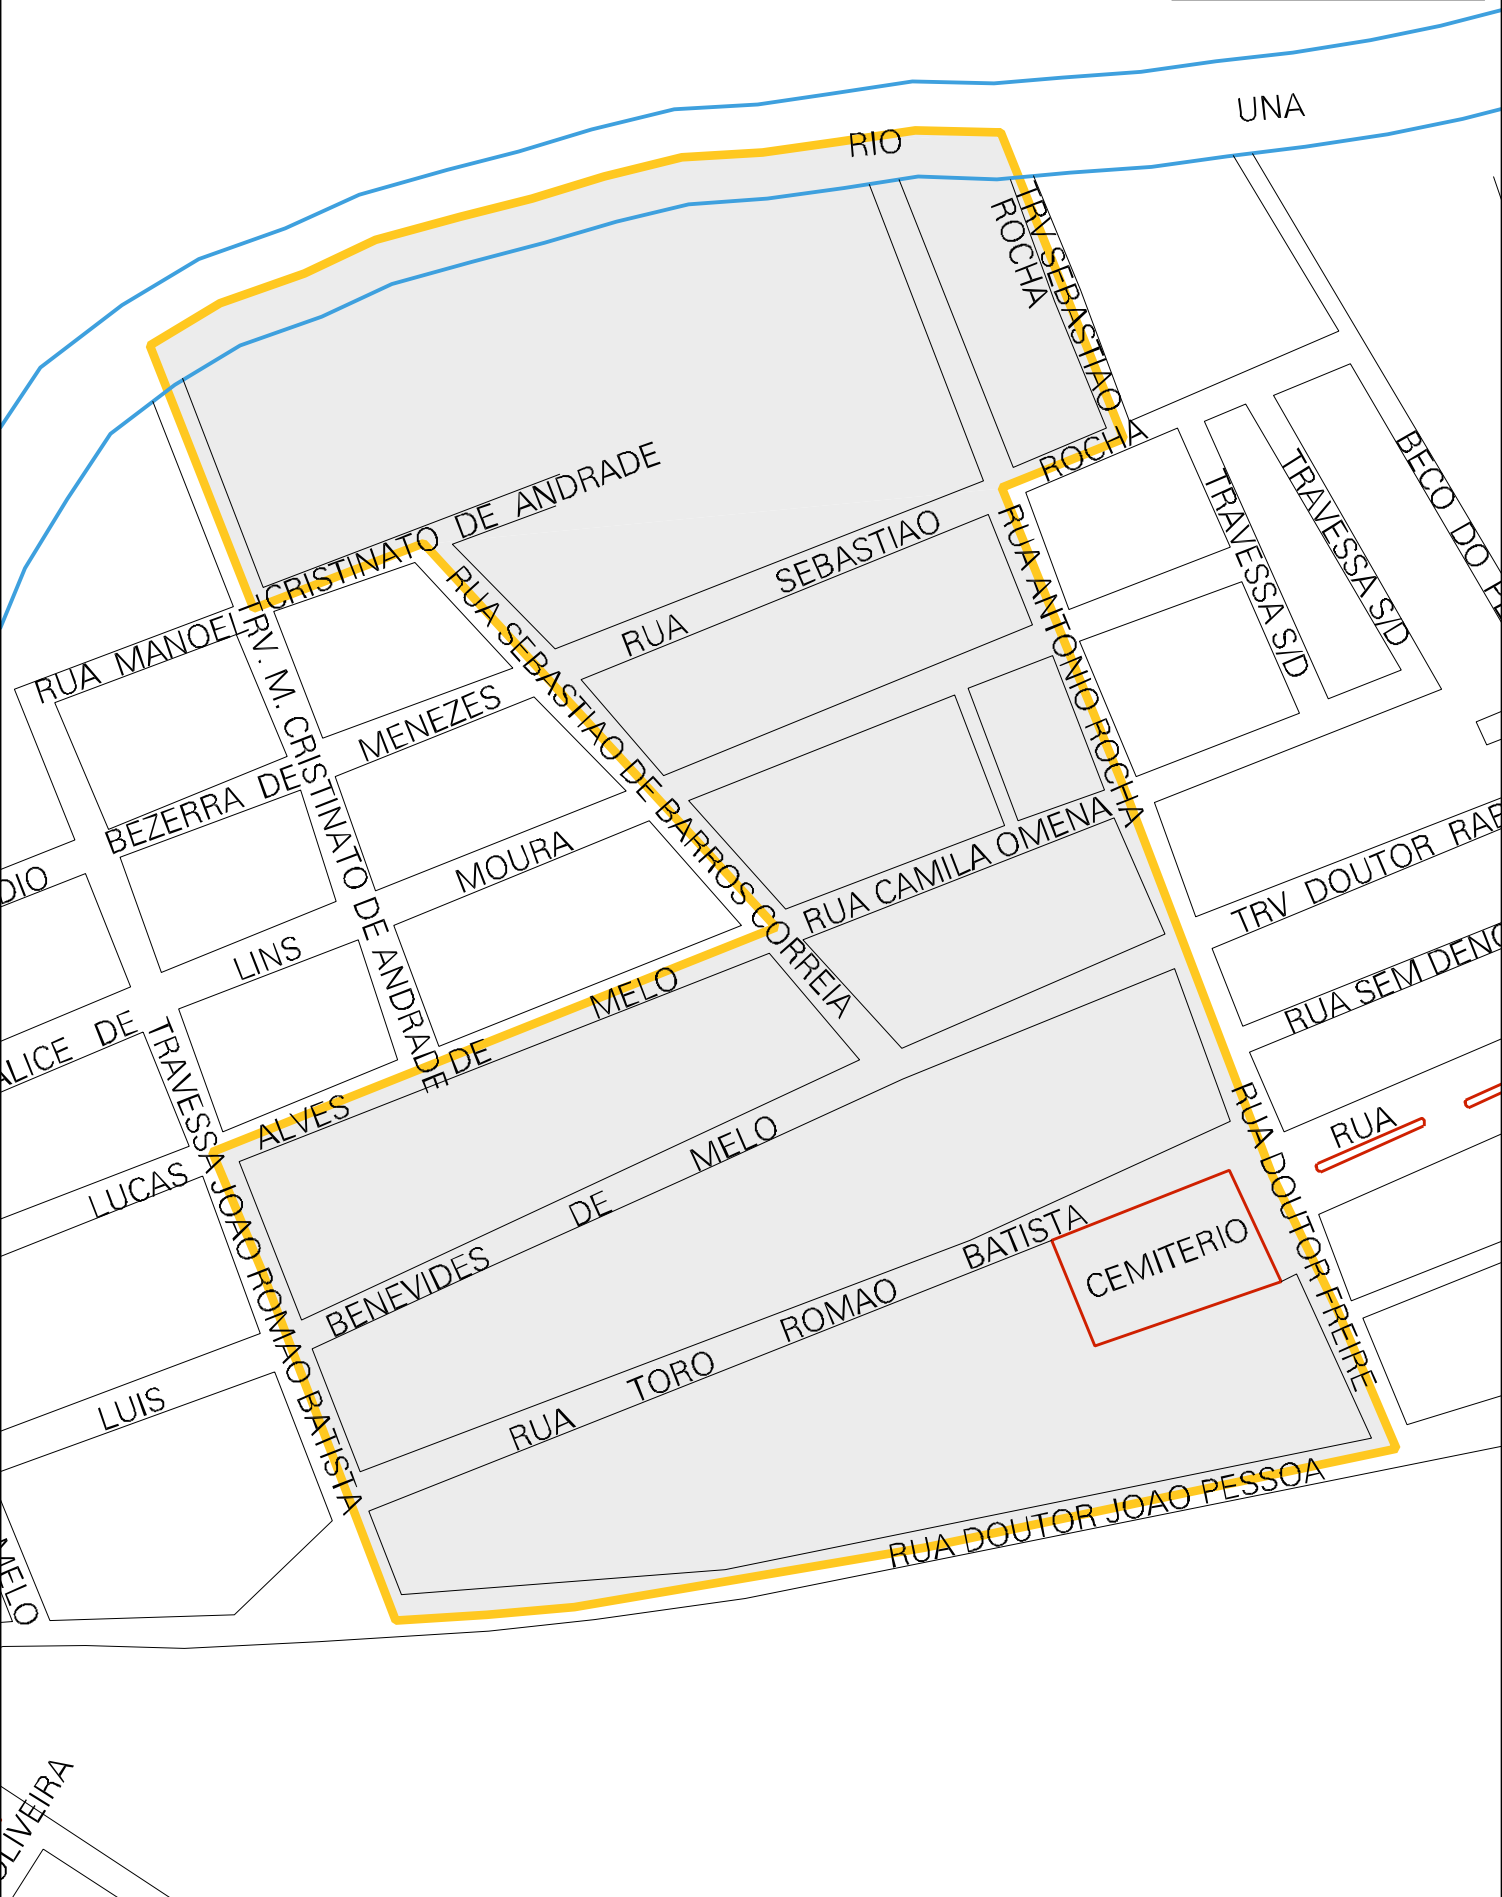 UNA
RIO
TRV SEBASTIAO
ROCHA
ROCHA
RUA MANOEL CRISTINATO DE ANDRADE
RUA SEBASTIAO
RUA ANTONIO ROCHA
TRAVESSA S/D
TRAVESSA S/D
BECO DO
RUA SEBASTIAO DE BARROS CORREIA
TRV. M. CRISTINATO DE ANDRADE
BEZERRA DE MENEZES
LINS
MOURA
RUA CAMILA OMENA
TRV DOUTOR
RUA SEM
DIO
ALICE DE
TRAVESSA JOAO ROMAO BATISTA
LUCAS ALVES DE MELO
RUA
RUA DOUTOR FREIRE
LUIS BENEVIDES DE MELO
RUA TORO ROMAO BATISTA
CEMITERIO
RUA DOUTOR JOAO PESSOA
MELO
OLIVEIRA